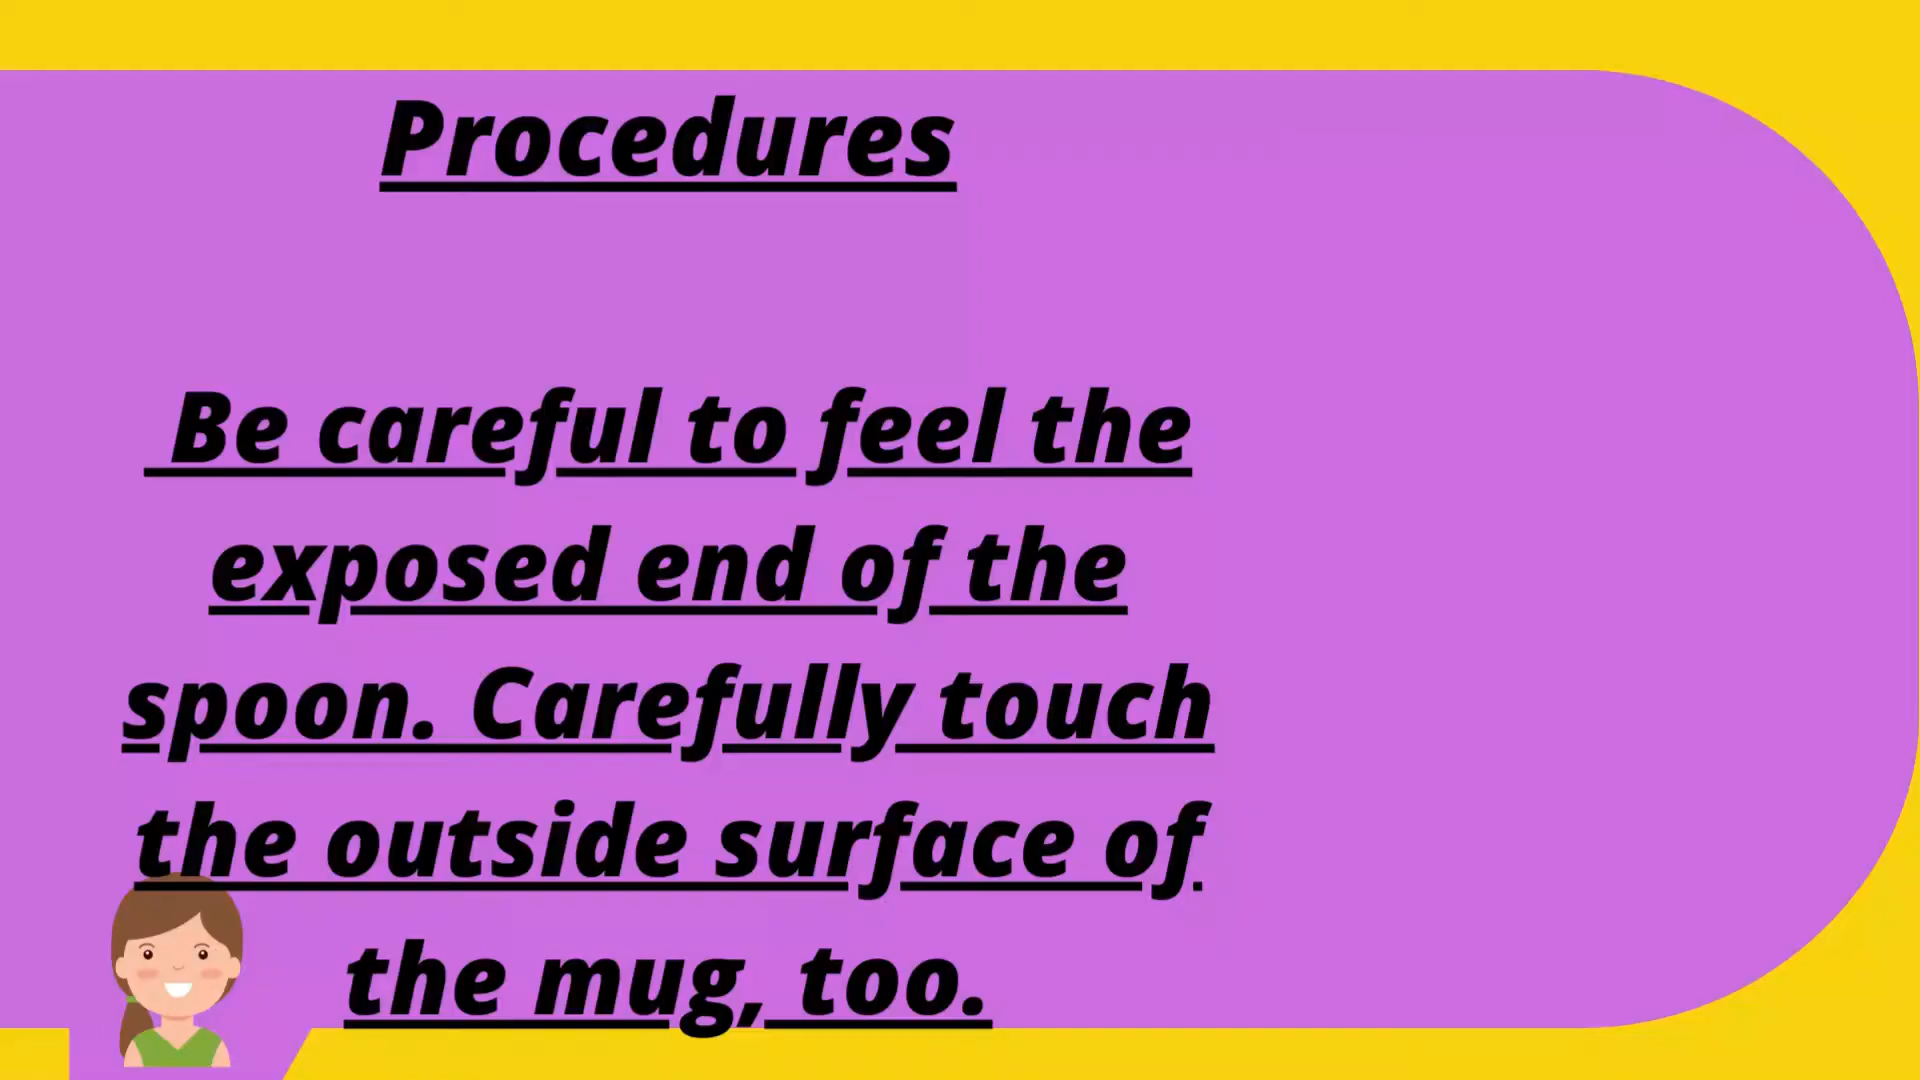 Procedures
Be careful to feel the
exposed end of the
spoon. Carefully touch
the outside surface of
the mug, too.